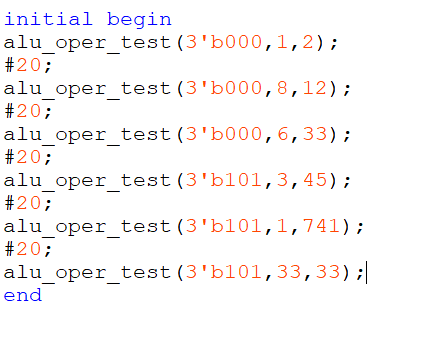 initial begin
alu_oper_test(3'b000,1,2);
#20;
alu_oper_test(3'b000,8,12);
#20;
alu_oper_test(3'b000,6,33);
#20;
alu_oper_test(3'b101,3,45);
#20;
alu_oper_test(3'b101,1,741);
#20;
alu_oper_test(3'b101,33,33);
end